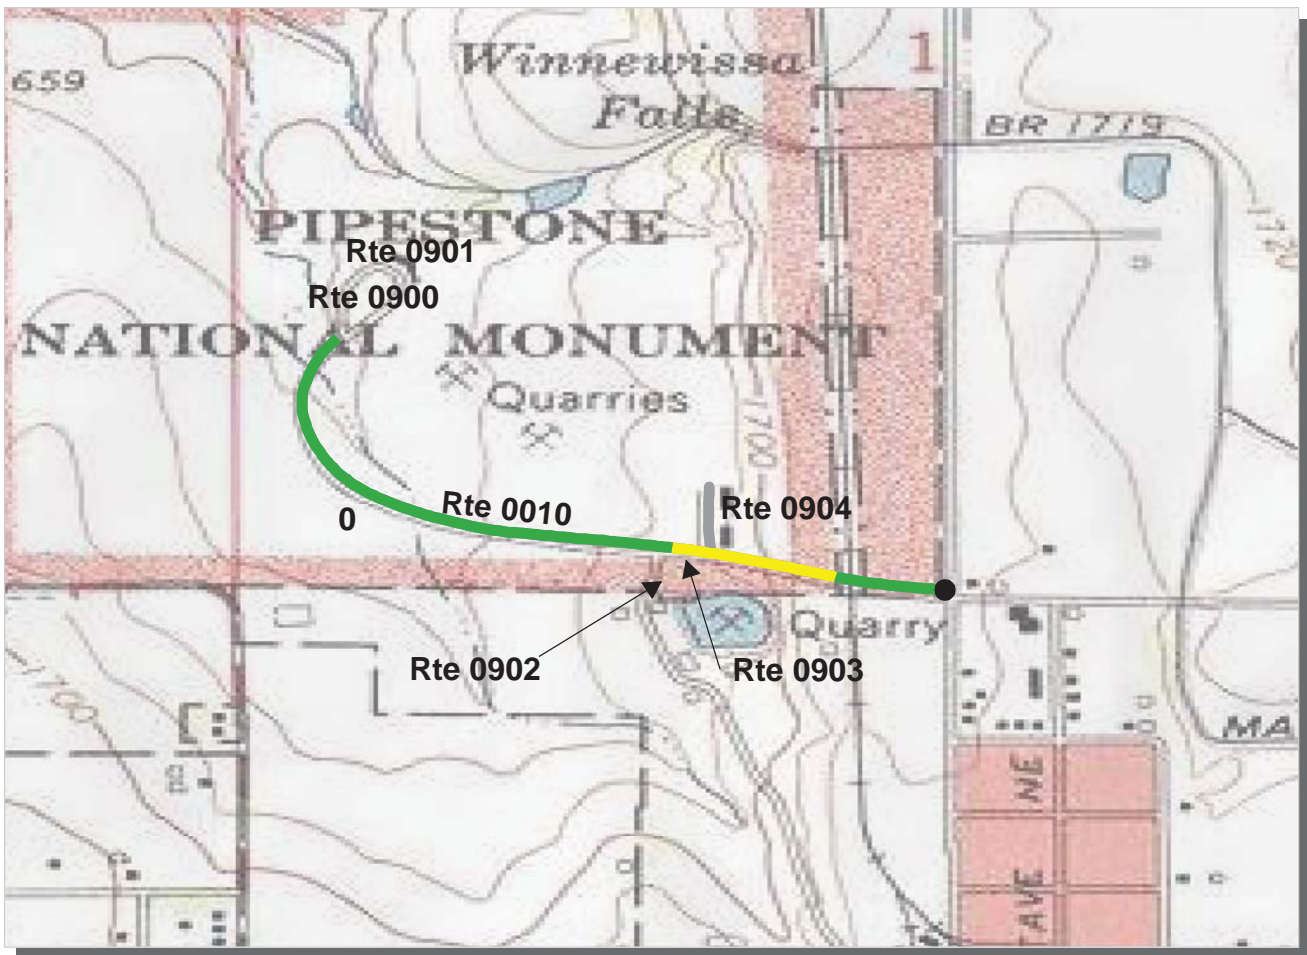 Winnewissa
1
659
Falls
BR 1719
PIPESTONE
1720
Rte 0901
Rte 0900
NATIONAL MONUMENT
Quarries
1700
Rte 0010
Rte 0904
0
Quarry
Rte 0902
Rte 0903
1700
MA
NE
TAVE